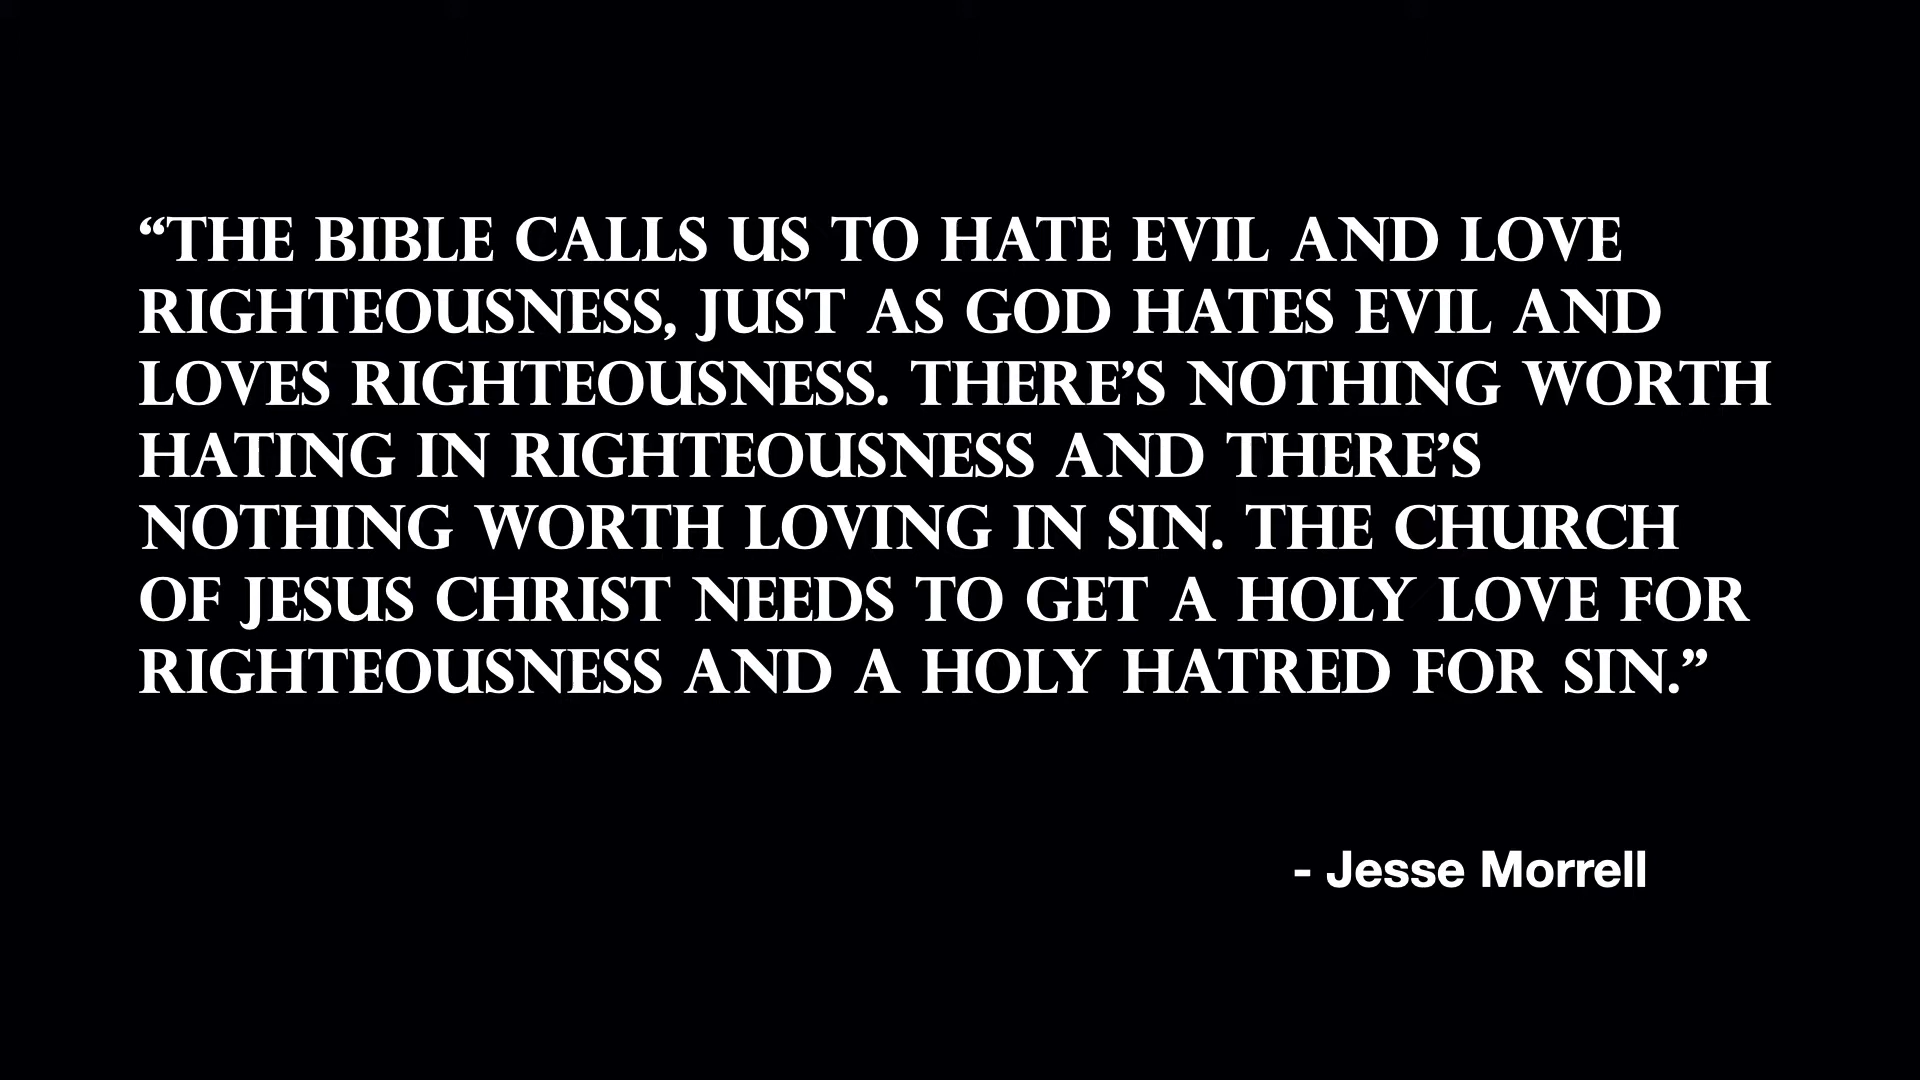 “THE BIBLE CALLS US TO HATE EVIL AND LOVE
RIGHTEOUSNESS, JUST AS GOD HATES EVIL AND
LOVES RIGHTEOUSNESS. THERE’S NOTHING WORTH
HATING IN RIGHTEOUSNESS AND THERE’S
NOTHING WORTH LOVING IN SIN. THE CHURCH
OF JESUS CHRIST NEEDS TO GET A HOLY LOVE FOR
RIGHTEOUSNESS AND A HOLY HATRED FOR SIN.”
- Jesse Morrell